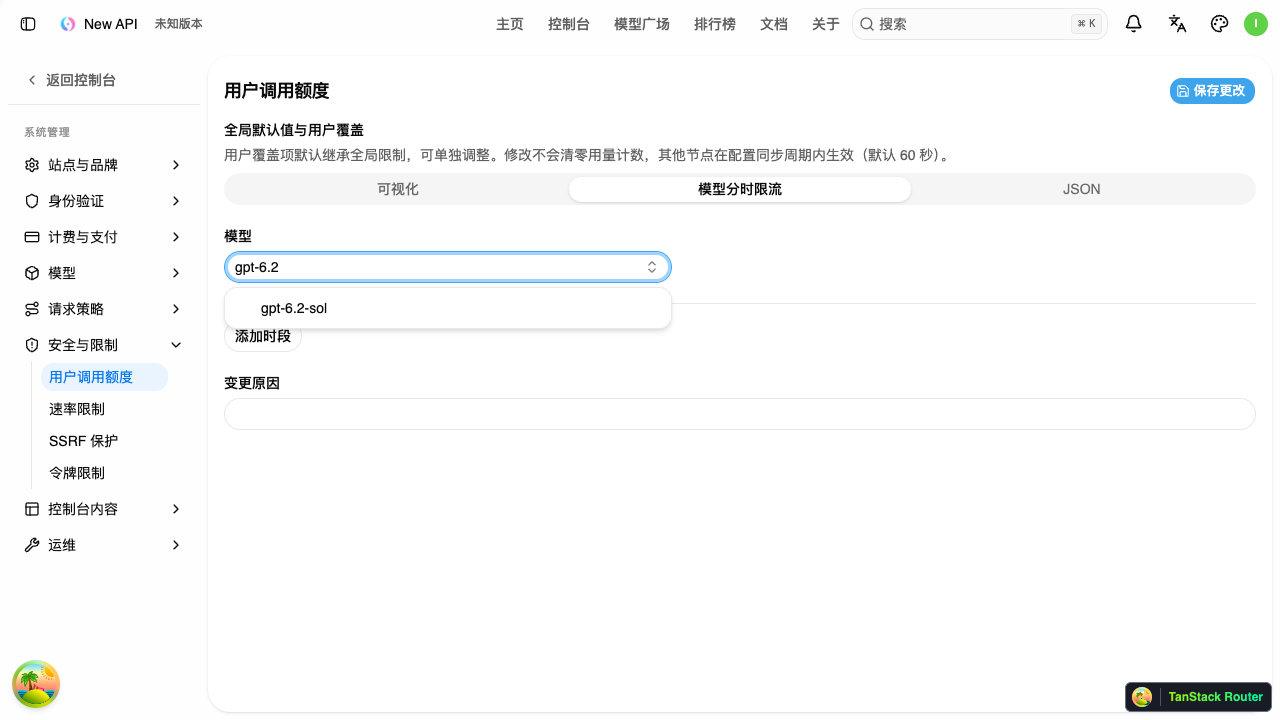 New API 未知版本 主页 控制台 模型广场 排行榜 文档 关于 搜索 ⌘ K I
返回控制台
系统管理
站点与品牌
身份验证
计费与支付
模型
请求策略
安全与限制
用户调用额度
速率限制
SSRF 保护
令牌限制
控制台内容
运维
用户调用额度 保存更改
全局默认值与用户覆盖
用户覆盖项默认继承全局限制，可单独调整。修改不会清零用量计数，其他节点在配置同步周期内生效（默认 60 秒）。
可视化 模型分时限流 JSON
模型
gpt-6.2
gpt-6.2-sol
添加时段
变更原因
TanStack Router